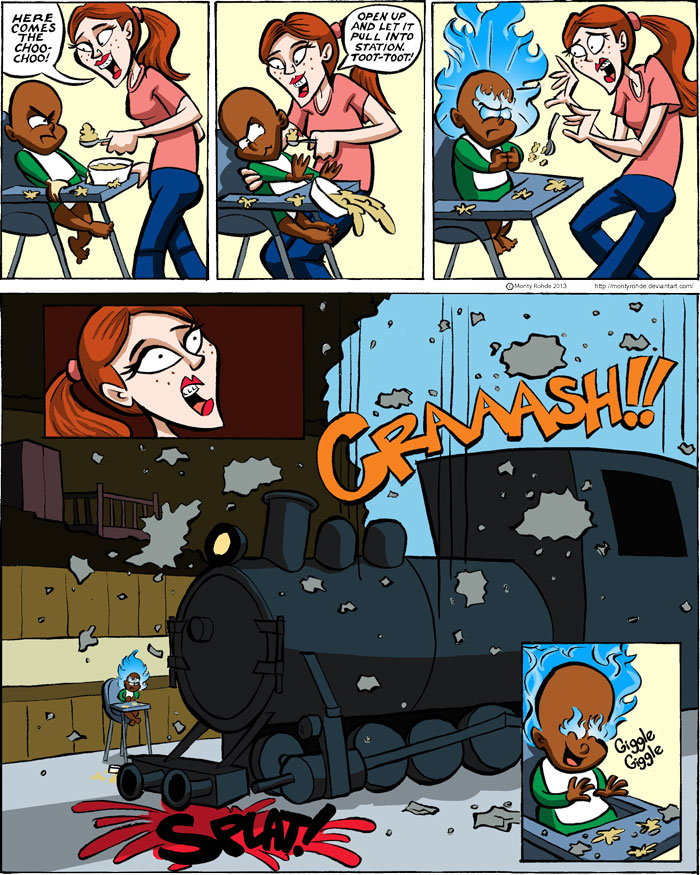 HERE
COMES
THE
CHOO-
CHOO!
OPEN UP
AND LET IT
PULL INTO
STATION.
TOOT-TOOT!
©Monty Rohde 2013 http://montyrohde.deviantart.com/
CRAAAASH!!
SPLAT!
Giggle
Giggle